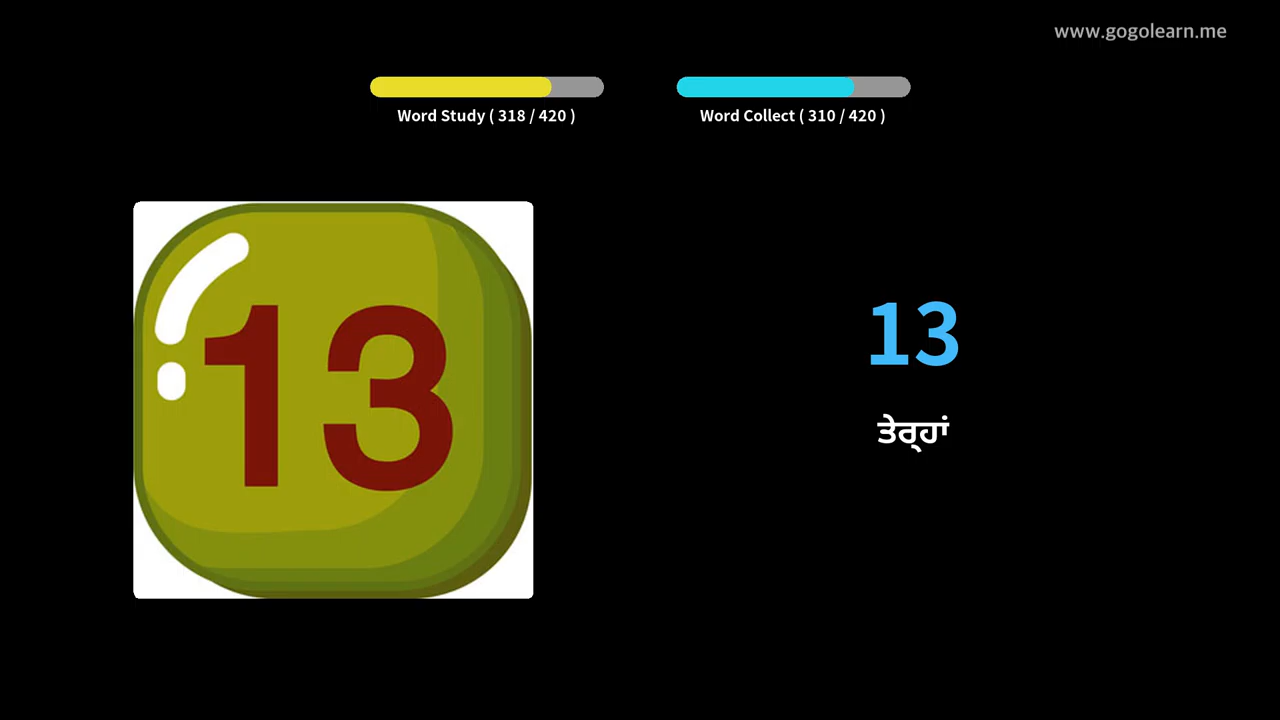 www.gogolearn.me
Word Study ( 318 / 420 )
Word Collect ( 310 / 420 )
13
13
ਤੇਰ੍ਹਾਂ